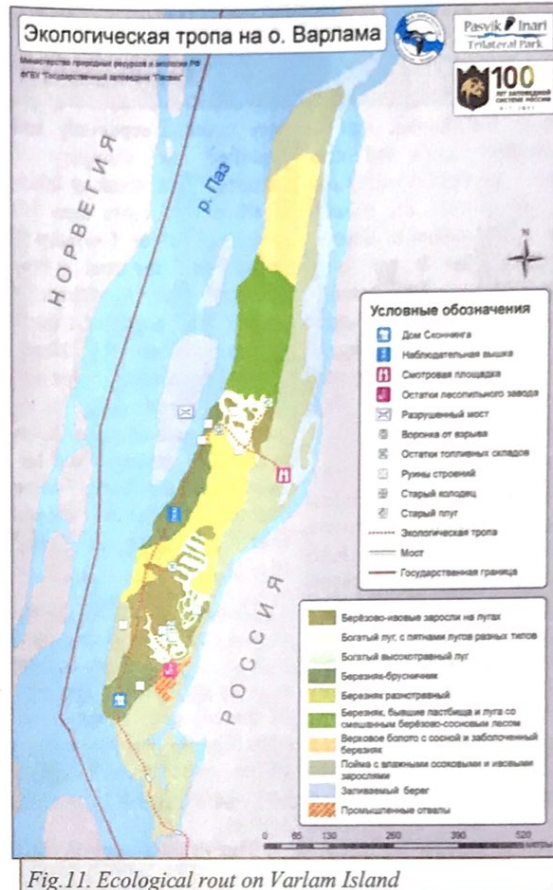 Экологическая тропа на о. Варлама
Министерство природных ресурсов и экологии РФ
ФГБУ "Государственный заповедник "Пасвик"
Pasvik Inari
Trilateral Park
100
ЛЕТ ЗАПОВЕДНОЙ
СИСТЕМЕ РОССИИ
НОРВЕГИЯ
р. Паз
РОССИЯ
N
Условные обозначения
Дом Сконнинга
Наблюдательная вышка
Смотровая площадка
Остатки лесопильного завода
Разрушенный мост
Воронка от взрыва
Остатки топливных складов
Руины строений
Старый колодец
Старый плуг
Экологическая тропа
Мост
Государственная граница
Берёзово-ивовые заросли на лугах
Богатый луг, с пятнами лугов разных типов
Богатый высокотравный луг
Березняк-брусничник
Березняк разнотравный
Березняк, бывшие пастбища и луга со
смешанным берёзово-сосновым лесом
Верховое болото с сосной и заболоченный
березняк
Пойма с влажными осоковыми и ивовыми
зарослями
Заливаемый берег
Промышленные отвалы
0 65 130 260 390 520
Fig.11. Ecological rout on Varlam Island